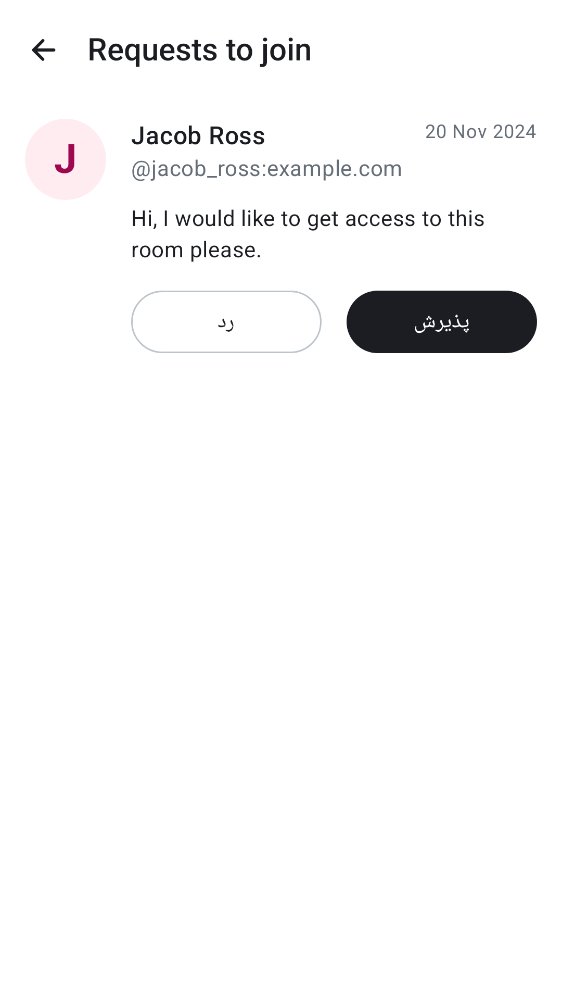 Requests to join
J
Jacob Ross
20 Nov 2024
@jacob_ross:example.com
Hi, I would like to get access to this
room please.
رد
پذیرش